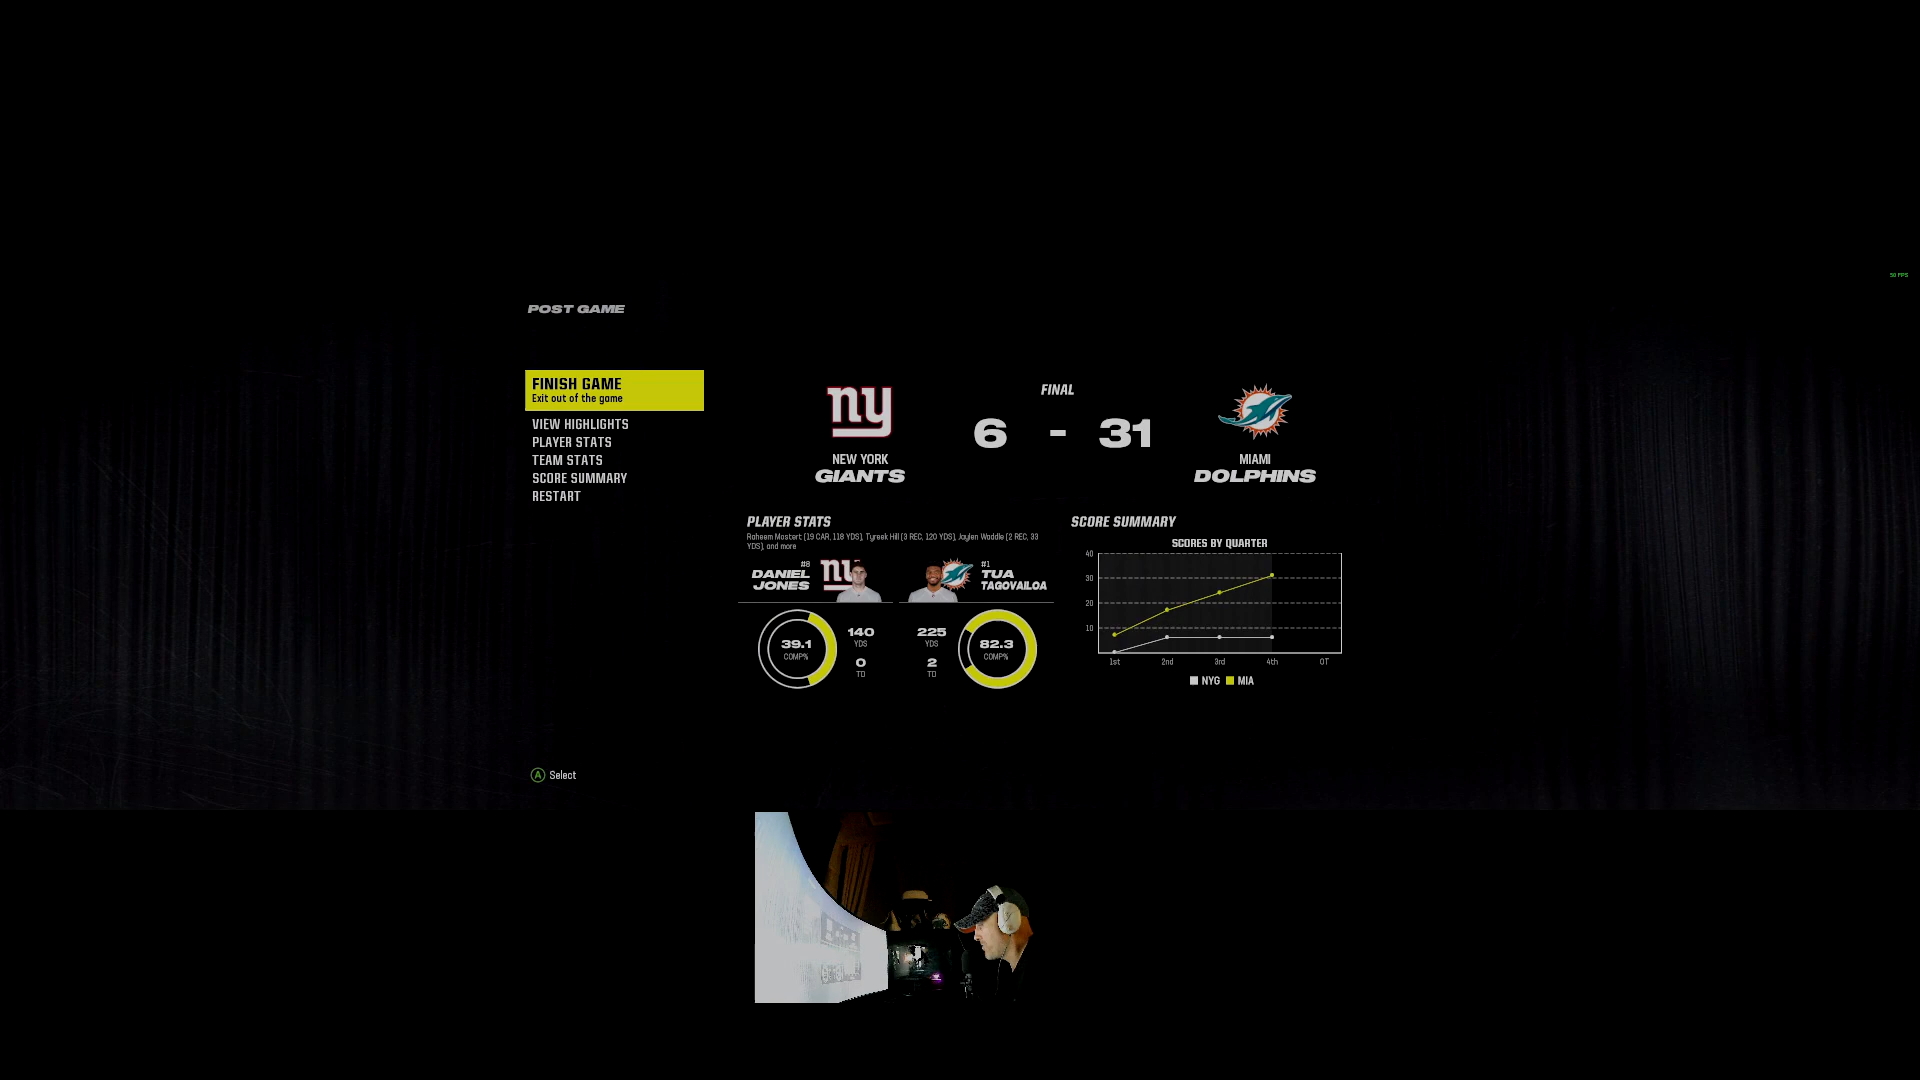 50 FPS
POST GAME
FINISH GAME
Exit out of the game
VIEW HIGHLIGHTS
PLAYER STATS
TEAM STATS
SCORE SUMMARY
RESTART
ny
NEW YORK
GIANTS
FINAL
6 - 31
MIAMI
DOLPHINS
PLAYER STATS
Raheem Mostert (19 CAR, 118 YDS), Tyreek Hill (3 REC, 120 YDS), Jaylen Waddle (2 REC, 33
YDS), and more
#8
DANIEL
JONES
ny
#1
TUA
TAGOVAILOA
39.1
COMP%
140
YDS
0
TD
225
YDS
2
TD
82.3
COMP%
SCORE SUMMARY
SCORES BY QUARTER
40
30
20
10
1st 2nd 3rd 4th OT
NYG MIA
A Select